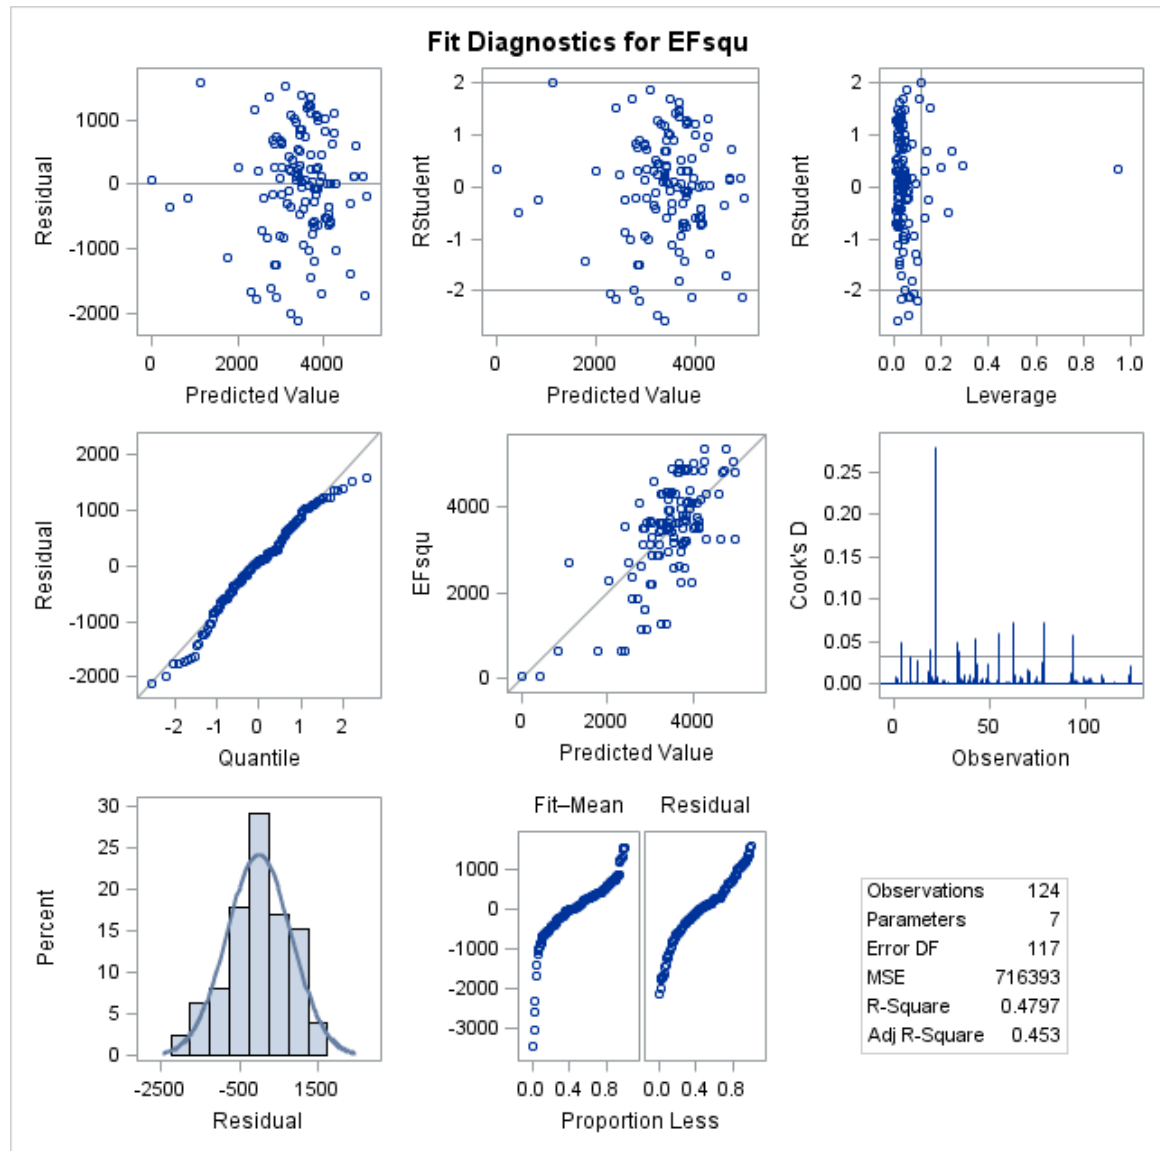 Fit Diagnostics for EFsqu
1000
0
-1000
-2000
Residual
0 2000 4000
Predicted Value
2
1
0
-1
-2
RStudent
0 2000 4000
Predicted Value
2
1
0
-1
-2
RStudent
0.0 0.2 0.4 0.6 0.8 1.0
Leverage
2000
1000
0
-1000
-2000
Residual
-2 -1 0 1 2
Quantile
4000
2000
0
EFsqu
0 2000 4000
Predicted Value
0.25
0.20
0.15
0.10
0.05
0.00
Cook's D
0 50 100
Observation
30
25
20
15
10
5
0
Percent
-2500 -500 1500
Residual
Fit–Mean Residual
1000
0
-1000
-2000
-3000
0.0 0.4 0.8 0.0 0.4 0.8
Proportion Less
Observations 124
Parameters 7
Error DF 117
MSE 716393
R-Square 0.4797
Adj R-Square 0.453